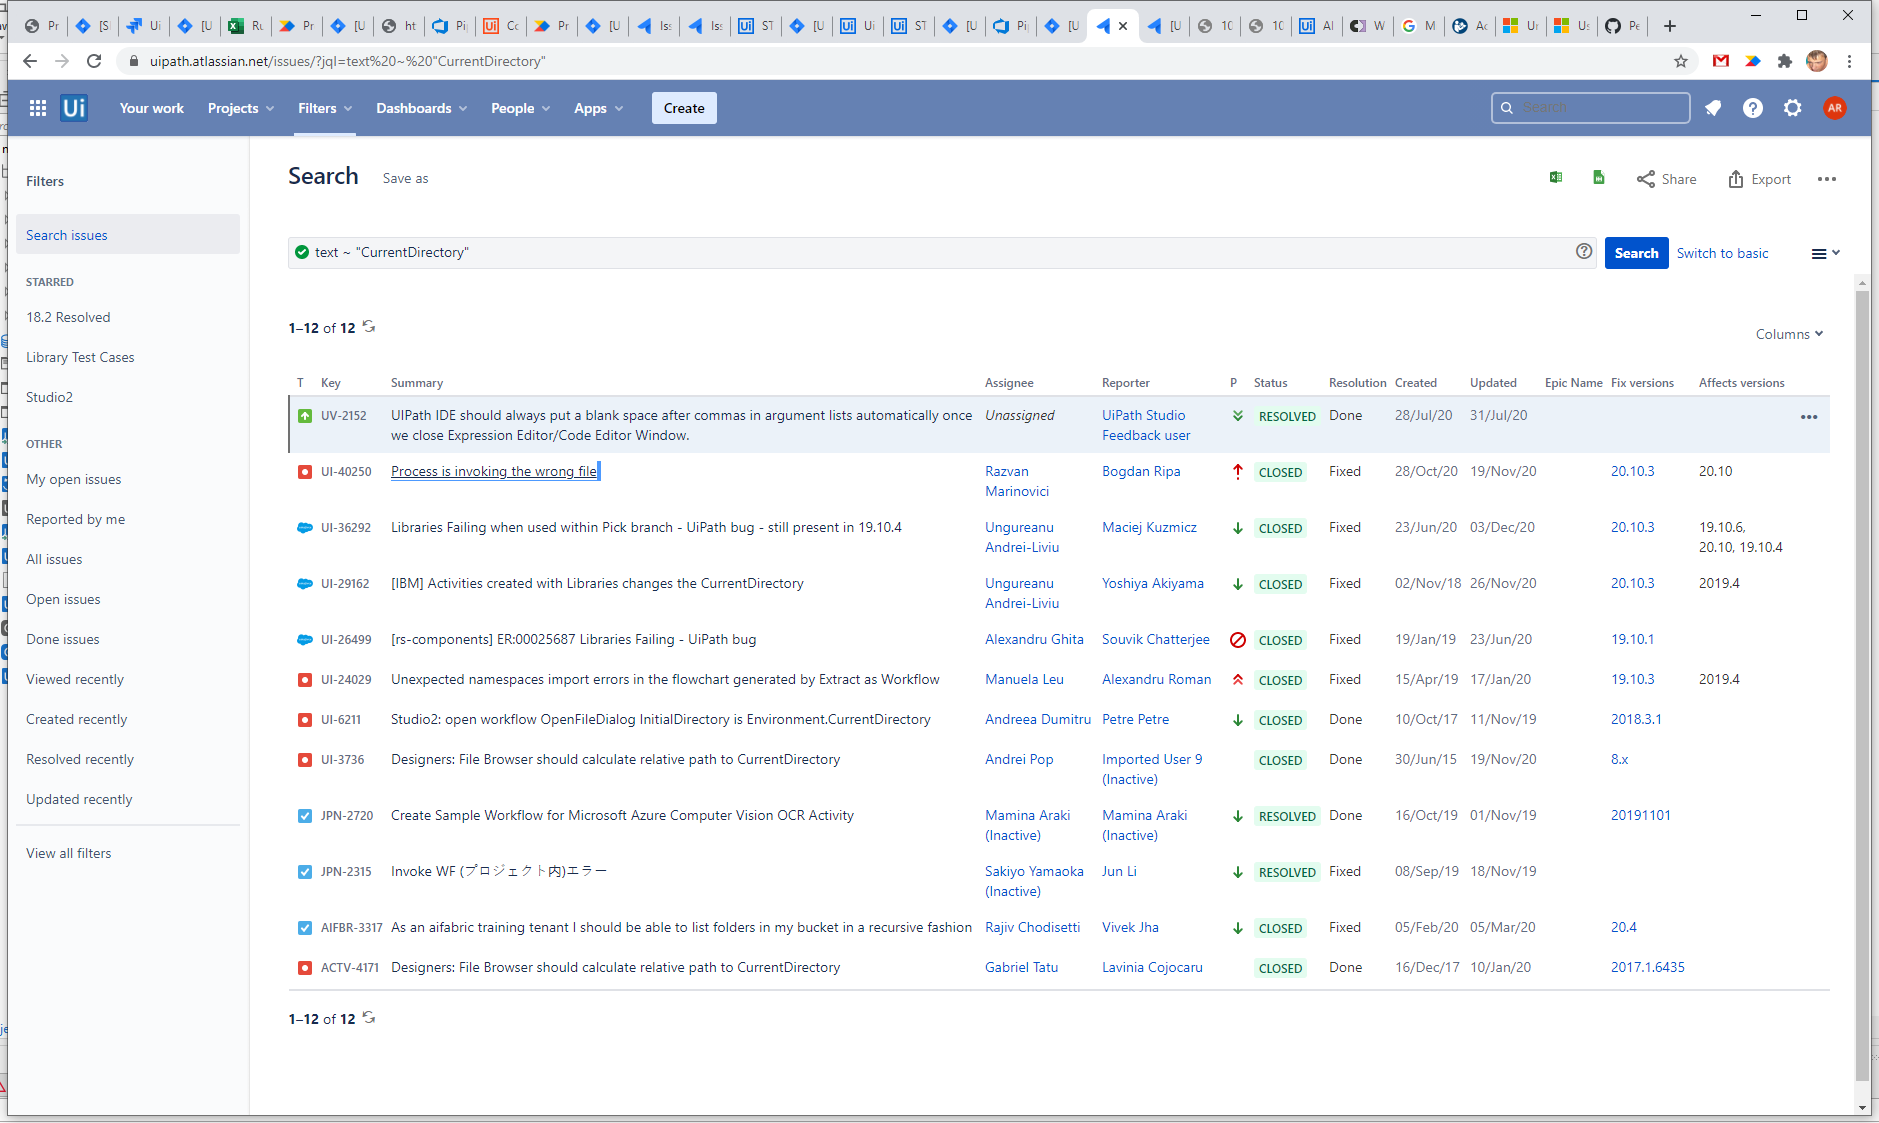 Pr [S Ui [U Ru Pr [U ht Pi Co Pr [U Iss Iss ST [U Ui ST [U Pi [U [U 10 10 Al W M Ac Ur Us Pe
uipath.atlassian.net/issues/?jql=text%20~%20"CurrentDirectory"
Ui Your work Projects Filters Dashboards People Apps Create Search AR
Filters
Search issues
STARRED
18.2 Resolved
Library Test Cases
Studio2
OTHER
My open issues
Reported by me
All issues
Open issues
Done issues
Viewed recently
Created recently
Resolved recently
Updated recently
View all filters
Search Save as Share Export
text ~ "CurrentDirectory" Search Switch to basic
1–12 of 12
Columns
T Key Summary Assignee Reporter P Status Resolution Created Updated Epic Name Fix versions Affects versions
UV-2152 UIPath IDE should always put a blank space after commas in argument lists automatically once Unassigned UiPath Studio RESOLVED Done 28/Jul/20 31/Jul/20
we close Expression Editor/Code Editor Window. Feedback user
UI-40250 Process is invoking the wrong file Razvan Bogdan Ripa CLOSED Fixed 28/Oct/20 19/Nov/20 20.10.3 20.10
Marinovici
UI-36292 Libraries Failing when used within Pick branch - UiPath bug - still present in 19.10.4 Ungureanu Maciej Kuzmicz CLOSED Fixed 23/Jun/20 03/Dec/20 20.10.3 19.10.6,
Andrei-Liviu 20.10, 19.10.4
UI-29162 [IBM] Activities created with Libraries changes the CurrentDirectory Ungureanu Yoshiya Akiyama CLOSED Fixed 02/Nov/18 26/Nov/20 20.10.3 2019.4
Andrei-Liviu
UI-26499 [rs-components] ER:00025687 Libraries Failing - UiPath bug Alexandru Ghita Souvik Chatterjee CLOSED Fixed 19/Jan/19 23/Jun/20 19.10.1
UI-24029 Unexpected namespaces import errors in the flowchart generated by Extract as Workflow Manuela Leu Alexandru Roman CLOSED Fixed 15/Apr/19 17/Jan/20 19.10.3 2019.4
UI-6211 Studio2: open workflow OpenFileDialog InitialDirectory is Environment.CurrentDirectory Andreea Dumitru Petre Petre CLOSED Done 10/Oct/17 11/Nov/19 2018.3.1
UI-3736 Designers: File Browser should calculate relative path to CurrentDirectory Andrei Pop Imported User 9 CLOSED Done 30/Jun/15 19/Nov/20 8.x
(Inactive)
JPN-2720 Create Sample Workflow for Microsoft Azure Computer Vision OCR Activity Mamina Araki Mamina Araki RESOLVED Done 16/Oct/19 01/Nov/19 20191101
(Inactive) (Inactive)
JPN-2315 Invoke WF (プロジェクト内)エラー Sakiyo Yamaoka Jun Li RESOLVED Fixed 08/Sep/19 18/Nov/19
(Inactive)
AIFBR-3317 As an aifabric training tenant I should be able to list folders in my bucket in a recursive fashion Rajiv Chodisetti Vivek Jha CLOSED Fixed 05/Feb/20 05/Mar/20 20.4
ACTV-4171 Designers: File Browser should calculate relative path to CurrentDirectory Gabriel Tatu Lavinia Cojocaru CLOSED Done 16/Dec/17 10/Jan/20 2017.1.6435
1–12 of 12